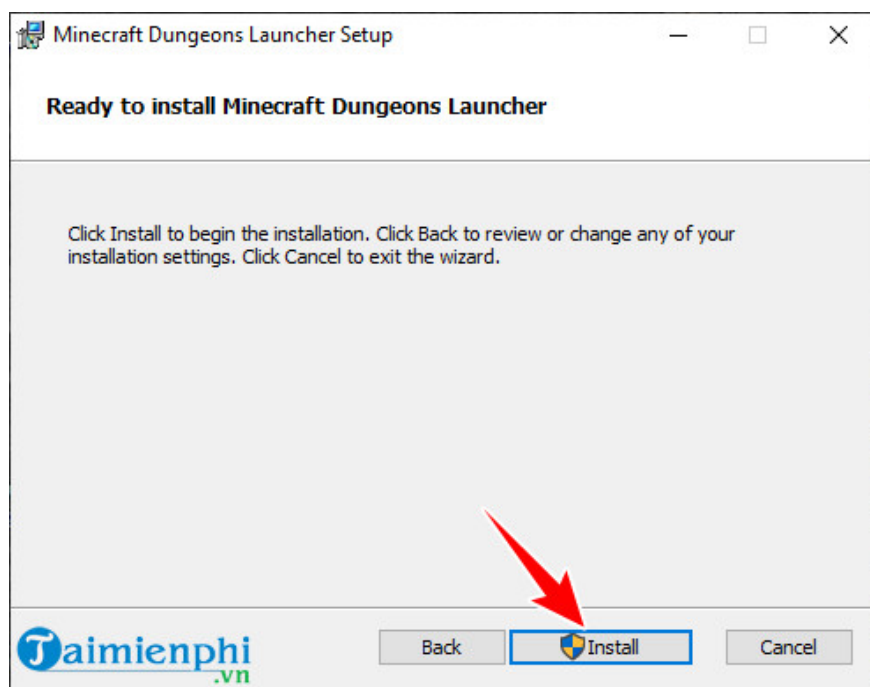 Minecraft Dungeons Launcher Setup
Ready to install Minecraft Dungeons Launcher
Click Install to begin the installation. Click Back to review or change any of your
installation settings. Click Cancel to exit the wizard.
Taimienphi
.vn
Back
Install
Cancel